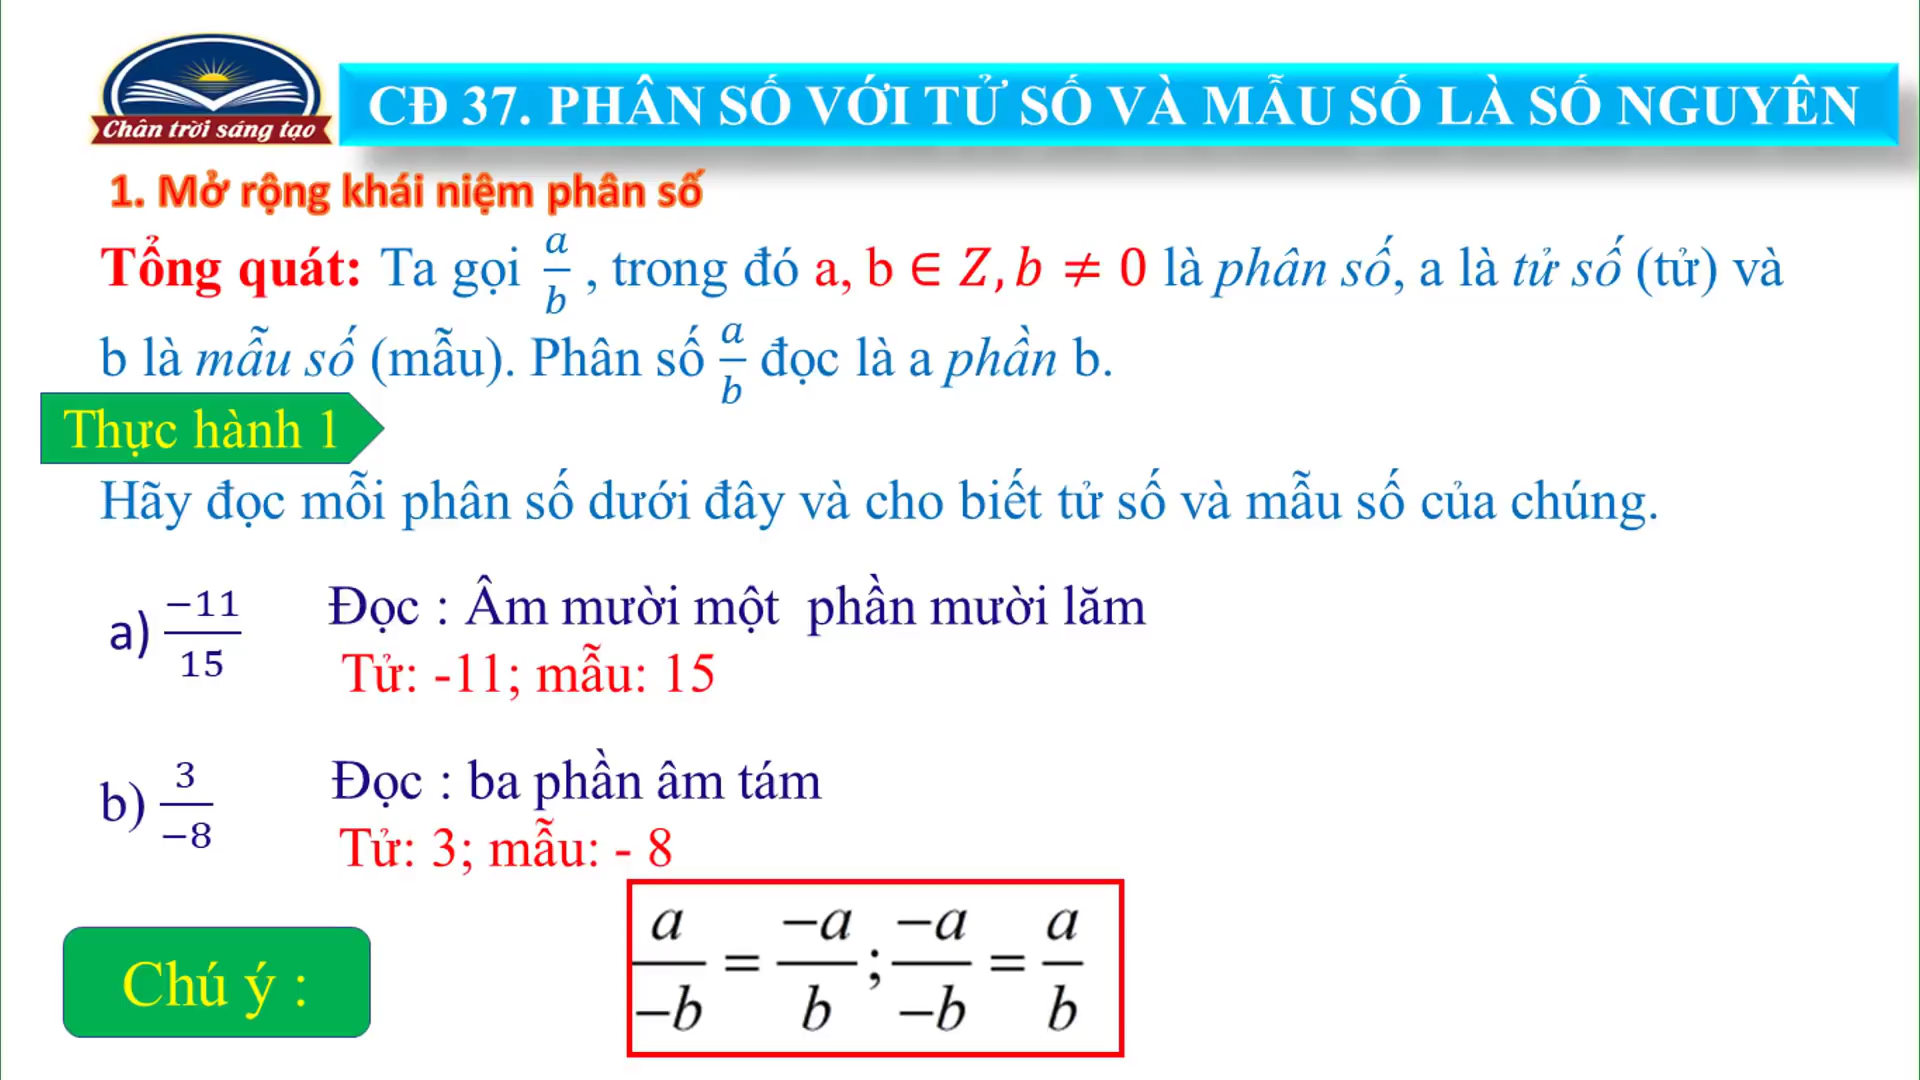 Chân trời sáng tạo
CĐ 37. PHÂN SỐ VỚI TỬ SỐ VÀ MẪU SỐ LÀ SỐ NGUYÊN
1. Mở rộng khái niệm phân số
Tổng quát: Ta gọi a/b , trong đó a, b ∈ Z, b ≠ 0 là phân số, a là tử số (tử) và
b là mẫu số (mẫu). Phân số a/b đọc là a phần b.
Thực hành 1
Hãy đọc mỗi phân số dưới đây và cho biết tử số và mẫu số của chúng.
a) −11/15 Đọc : Âm mười một phần mười lăm
Tử: -11; mẫu: 15
b) 3/−8 Đọc : ba phần âm tám
Tử: 3; mẫu: - 8
Chú ý : a/−b = −a/b ; −a/−b = a/b